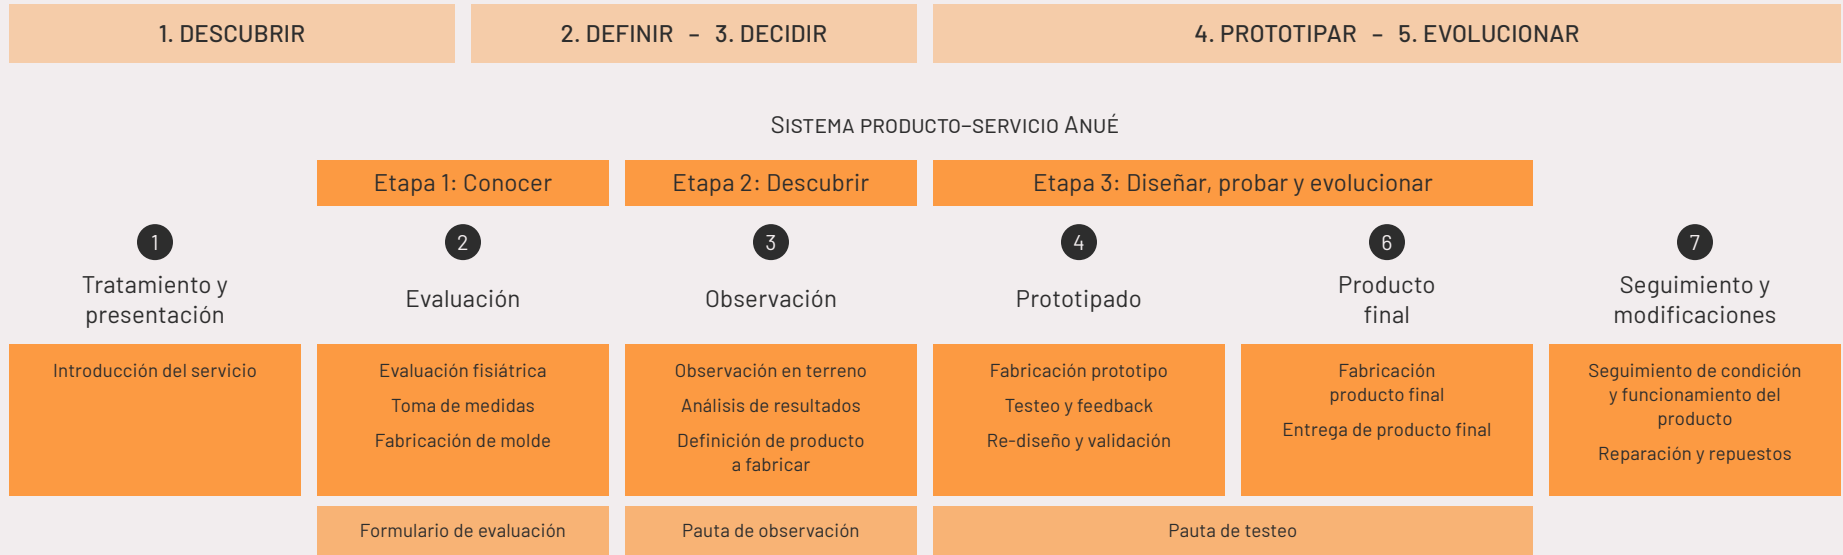 1. DESCUBRIR
2. DEFINIR – 3. DECIDIR
4. PROTOTIPAR – 5. EVOLUCIONAR
SISTEMA PRODUCTO–SERVICIO ANUÉ
Etapa 1: Conocer
Etapa 2: Descubrir
Etapa 3: Diseñar, probar y evolucionar
1
Tratamiento y
presentación
Introducción del servicio
2
Evaluación
Evaluación fisiátrica
Toma de medidas
Fabricación de molde
Formulario de evaluación
3
Observación
Observación en terreno
Análisis de resultados
Definición de producto
a fabricar
Pauta de observación
4
Prototipado
Fabricación prototipo
Testeo y feedback
Re-diseño y validación
6
Producto
final
Fabricación
producto final
Entrega de producto final
Pauta de testeo
7
Seguimiento y
modificaciones
Seguimiento de condición
y funcionamiento del
producto
Reparación y repuestos